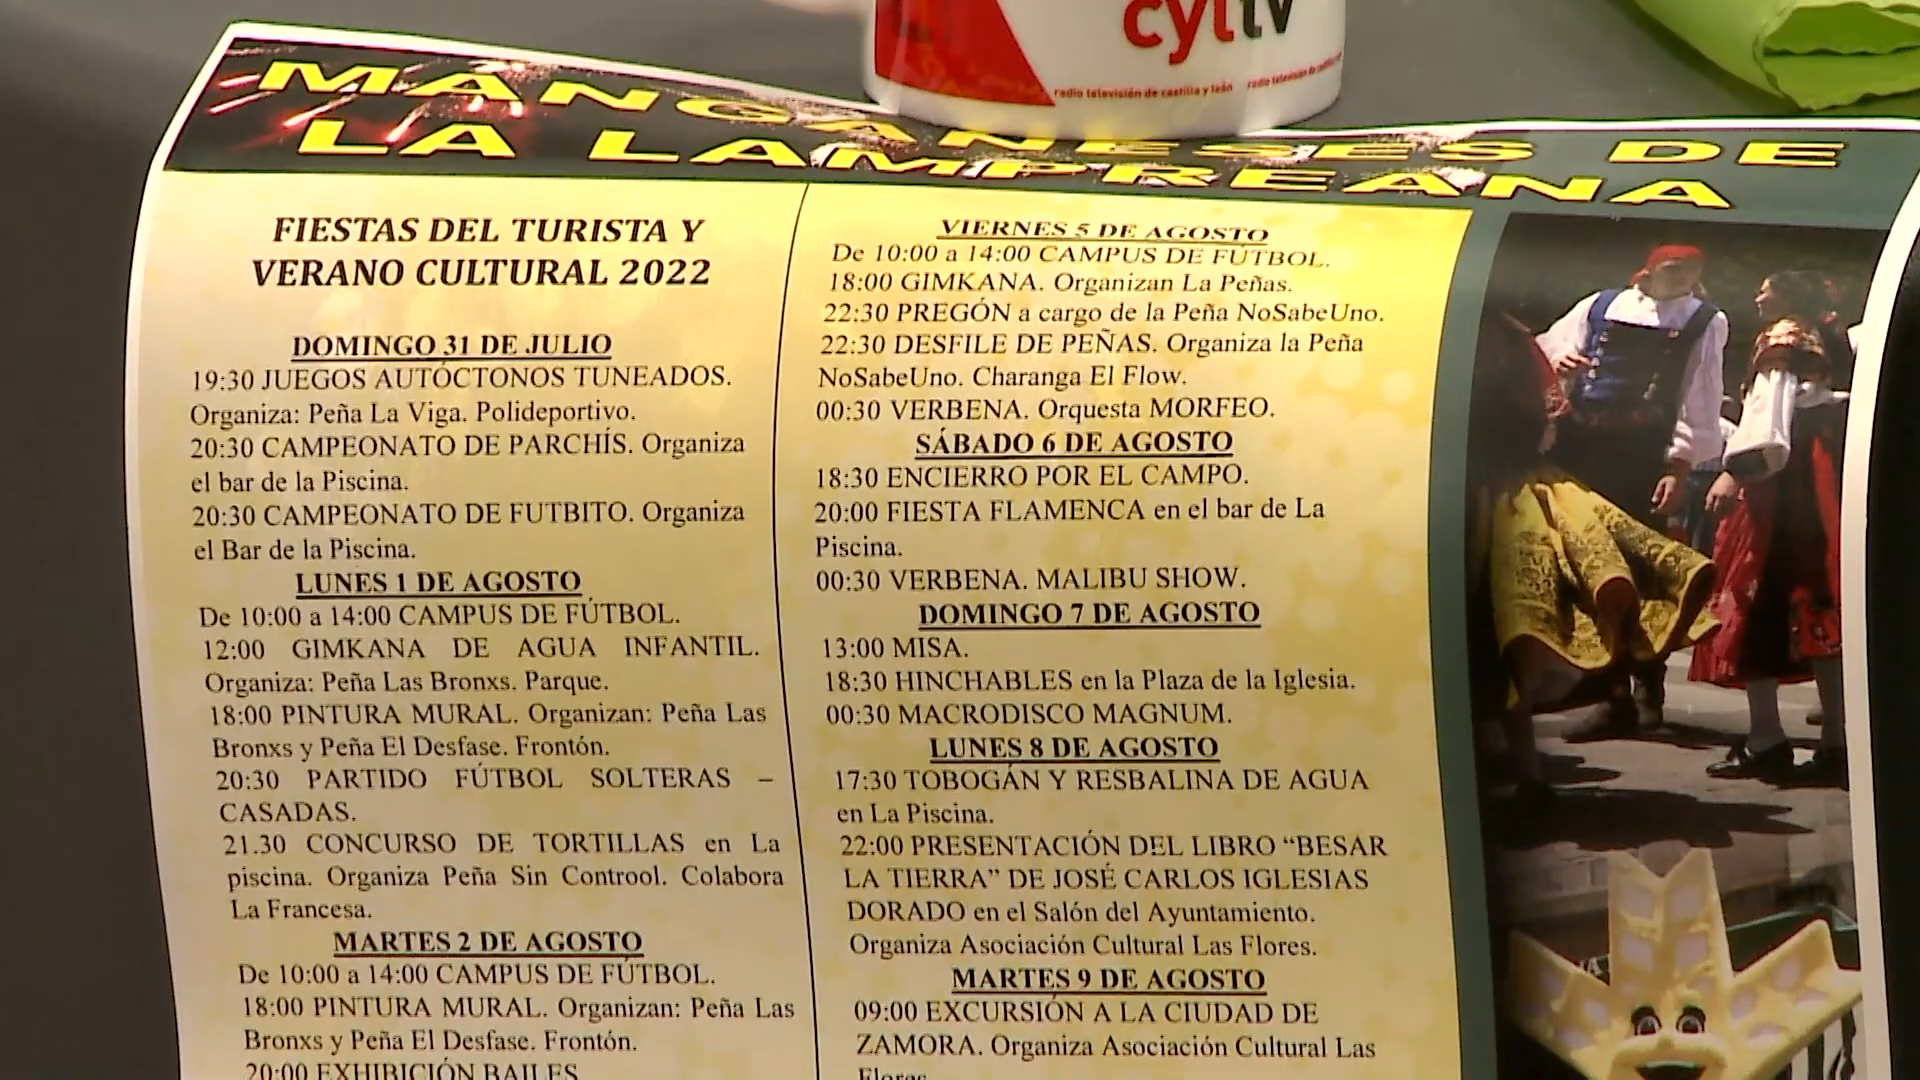 cyltv
radio televisión de castilla y león
MANGANESES DE
LA LAMPREANA
FIESTAS DEL TURISTA Y
VERANO CULTURAL 2022
DOMINGO 31 DE JULIO
19:30 JUEGOS AUTÓCTONOS TUNEADOS.
Organiza: Peña La Viga. Polideportivo.
20:30 CAMPEONATO DE PARCHÍS. Organiza
el bar de la Piscina.
20:30 CAMPEONATO DE FUTBITO. Organiza
el Bar de la Piscina.
LUNES 1 DE AGOSTO
De 10:00 a 14:00 CAMPUS DE FÚTBOL.
12:00 GIMKANA DE AGUA INFANTIL.
Organiza: Peña Las Bronxs. Parque.
18:00 PINTURA MURAL. Organizan: Peña Las
Bronxs y Peña El Desfase. Frontón.
20:30 PARTIDO FÚTBOL SOLTERAS –
CASADAS.
21.30 CONCURSO DE TORTILLAS en La
piscina. Organiza Peña Sin Controol. Colabora
La Francesa.
MARTES 2 DE AGOSTO
De 10:00 a 14:00 CAMPUS DE FÚTBOL.
18:00 PINTURA MURAL. Organizan: Peña Las
Bronxs y Peña El Desfase. Frontón.
20:00 EXHIBICIÓN BAILES
VIERNES 5 DE AGOSTO
De 10:00 a 14:00 CAMPUS DE FÚTBOL.
18:00 GIMKANA. Organizan La Peñas.
22:30 PREGÓN a cargo de la Peña NoSabeUno.
22:30 DESFILE DE PEÑAS. Organiza la Peña
NoSabeUno. Charanga El Flow.
00:30 VERBENA. Orquesta MORFEO.
SÁBADO 6 DE AGOSTO
18:30 ENCIERRO POR EL CAMPO.
20:00 FIESTA FLAMENCA en el bar de La
Piscina.
00:30 VERBENA. MALIBU SHOW.
DOMINGO 7 DE AGOSTO
13:00 MISA.
18:30 HINCHABLES en la Plaza de la Iglesia.
00:30 MACRODISCO MAGNUM.
LUNES 8 DE AGOSTO
17:30 TOBOGÁN Y RESBALINA DE AGUA
en La Piscina.
22:00 PRESENTACIÓN DEL LIBRO “BESAR
LA TIERRA” DE JOSÉ CARLOS IGLESIAS
DORADO en el Salón del Ayuntamiento.
Organiza Asociación Cultural Las Flores.
MARTES 9 DE AGOSTO
09:00 EXCURSIÓN A LA CIUDAD DE
ZAMORA. Organiza Asociación Cultural Las
Flores